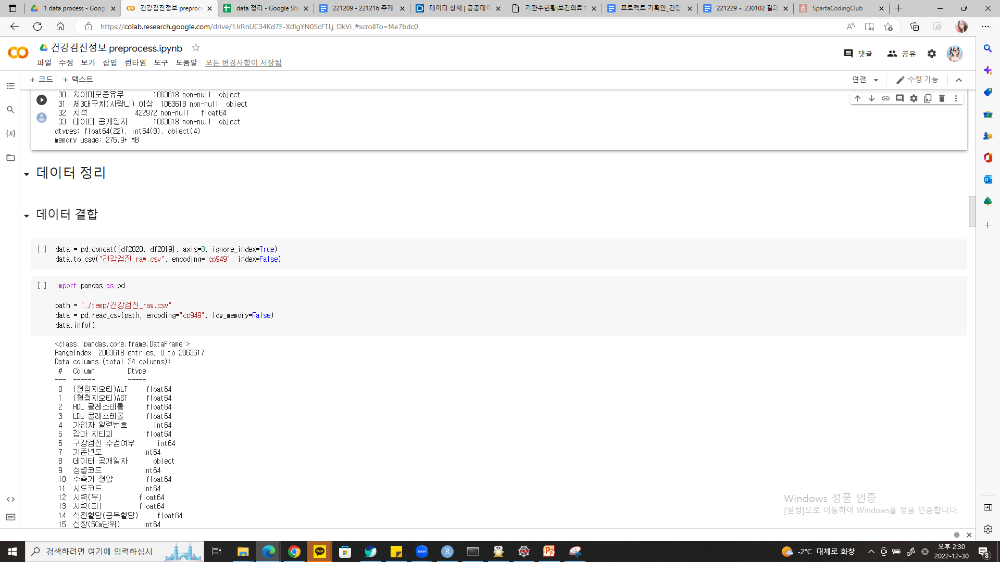 1 data process - Googl
건강검진정보 preproce
data 정리 - Google She
221209 - 221216 주제
데이터 상세 | 공공데이
기관수현황|보건의료빅
프로젝트 기획안_건강
221229 ~ 230102 결과
SpartaCodingClub
https://colab.research.google.com/drive/1JrRnUC34Kd7E-XdIgYN0ScFTLj_DkVi_#scrollTo=f4e7bdc0
건강검진정보 preprocess.ipynb
파일 수정 보기 삽입 런타임 도구 도움말 모든 변경사항이 저장됨
댓글 공유
+ 코드 + 텍스트
연결 수정 가능
30 치아마모증유무 1063618 non-null object
31 제3대구치(사랑니) 이상 1063618 non-null object
32 치석 422972 non-null float64
33 데이터 공개일자 1063618 non-null object
dtypes: float64(22), int64(8), object(4)
memory usage: 275.9+ MB
데이터 정리
데이터 결합
[ ] data = pd.concat([df2020, df2019], axis=0, ignore_index=True)
data.to_csv("건강검진_raw.csv", encoding="cp949", index=False)
[ ] import pandas as pd
path = "./temp/건강검진_raw.csv"
data = pd.read_csv(path, encoding="cp949", low_memory=False)
data.info()
<class 'pandas.core.frame.DataFrame'>
RangeIndex: 2063618 entries, 0 to 2063617
Data columns (total 34 columns):
# Column Dtype
--- ------ -----
0 (혈청지오티)ALT float64
1 (혈청지오티)AST float64
2 HDL 콜레스테롤 float64
3 LDL 콜레스테롤 float64
4 가입자 일련번호 int64
5 감마 지티피 float64
6 구강검진 수검여부 int64
7 기준년도 int64
8 데이터 공개일자 object
9 성별코드 int64
10 수축기 혈압 float64
11 시도코드 int64
12 시력(우) float64
13 시력(좌) float64
14 식전혈당(공복혈당) float64
15 신장(5Cm단위) int64
Windows 정품 인증
[설정]으로 이동하여 Windows를 정품 인증합니다.
검색하려면 여기에 입력하십시
TALK
zoom
R
-2°C 대체로 화창
오후 2:30
2022-12-30
8